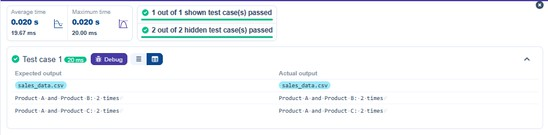 Average time
0.020 s
19.67 ms
Maximum time
0.020 s
20.00 ms
1 out of 1 shown test case(s) passed
2 out of 2 hidden test case(s) passed
Test case 1 20 ms Debug
Expected output
sales_data.csv
Product·A·and·Product·B:·2·times
Product·A·and·Product·C:·2·times
Actual output
sales_data.csv
Product·A·and·Product·B:·2·times
Product·A·and·Product·C:·2·times